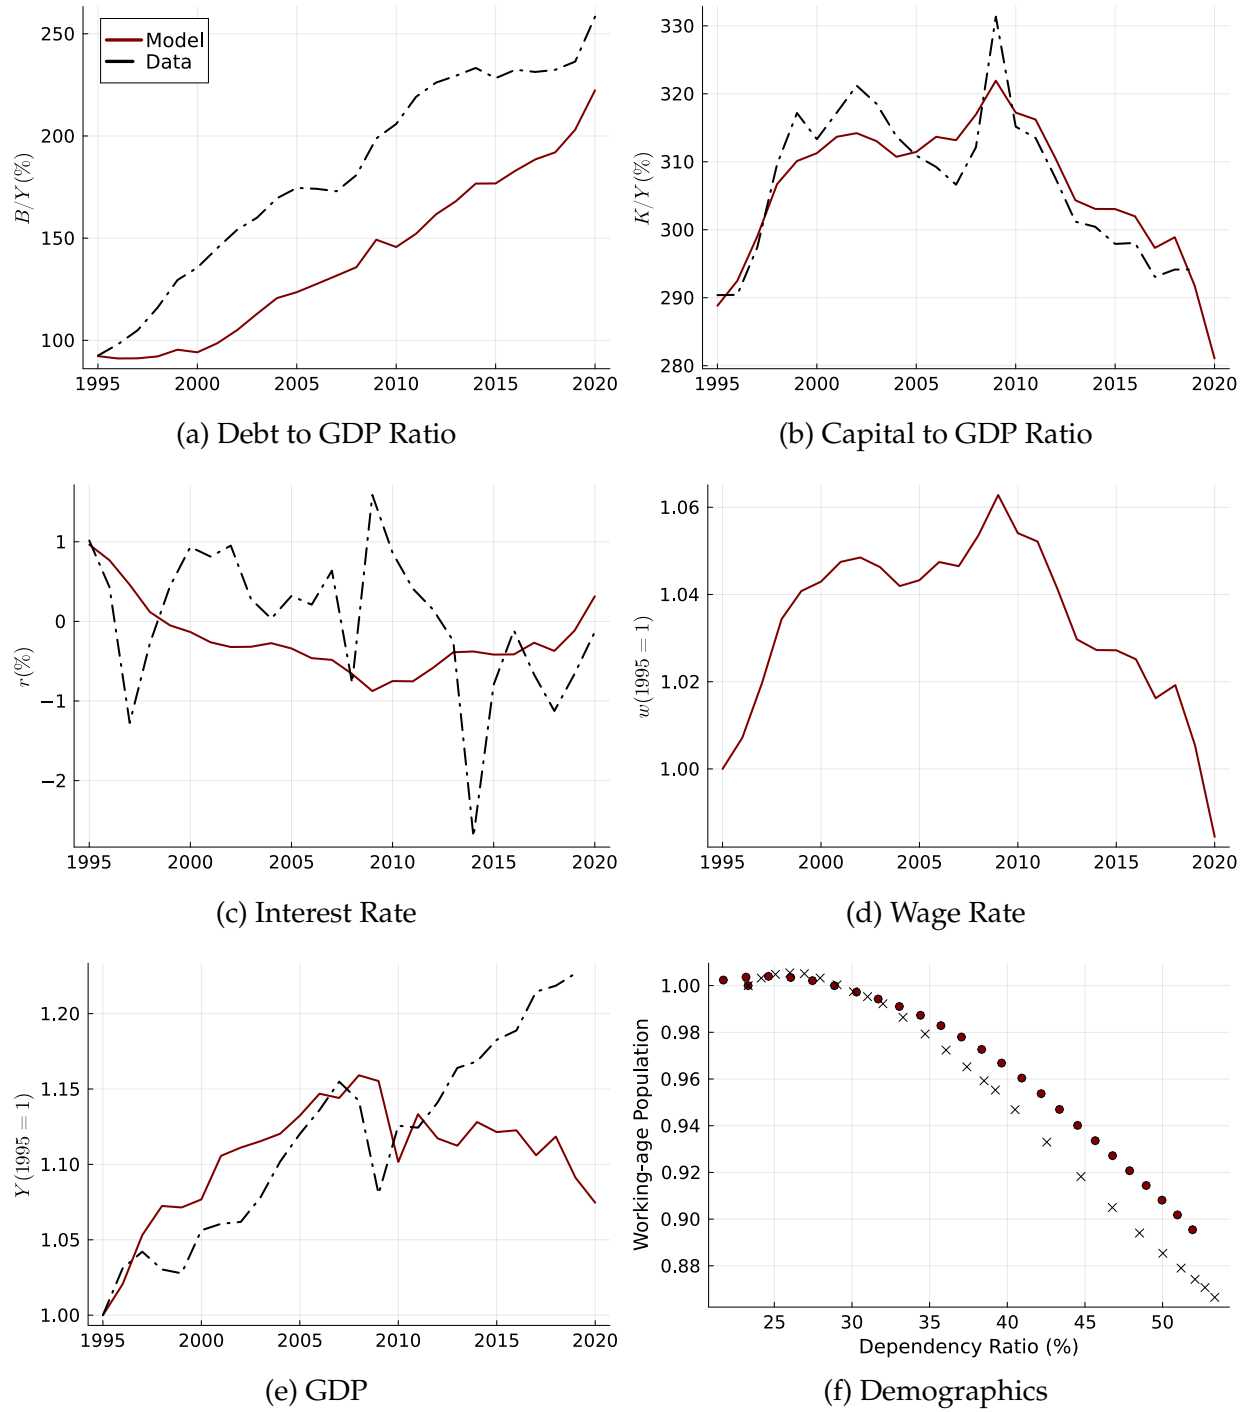 Model
Data
B/Y(%)
250
200
150
100
1995 2000 2005 2010 2015 2020
(a) Debt to GDP Ratio
K/Y(%)
330
320
310
300
290
280
1995 2000 2005 2010 2015 2020
(b) Capital to GDP Ratio
r(%)
1
0
−1
−2
1995 2000 2005 2010 2015 2020
(c) Interest Rate
w(1995 = 1)
1.06
1.04
1.02
1.00
1995 2000 2005 2010 2015 2020
(d) Wage Rate
Y(1995 = 1)
1.20
1.15
1.10
1.05
1.00
1995 2000 2005 2010 2015 2020
(e) GDP
Working-age Population
1.00
0.98
0.96
0.94
0.92
0.90
0.88
25 30 35 40 45 50
Dependency Ratio (%)
(f) Demographics